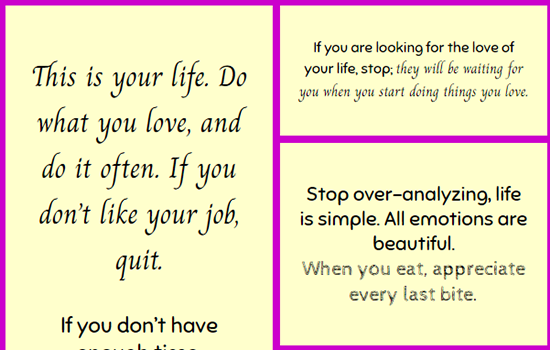 This is your life. Do
what you love, and
do it often. If you
don't like your job,
quit.
If you don't have
enough time,
If you are looking for the love of
your life, stop; they will be waiting for
you when you start doing things you love.
Stop over-analyzing, life
is simple. All emotions are
beautiful.
When you eat, appreciate
every last bite.